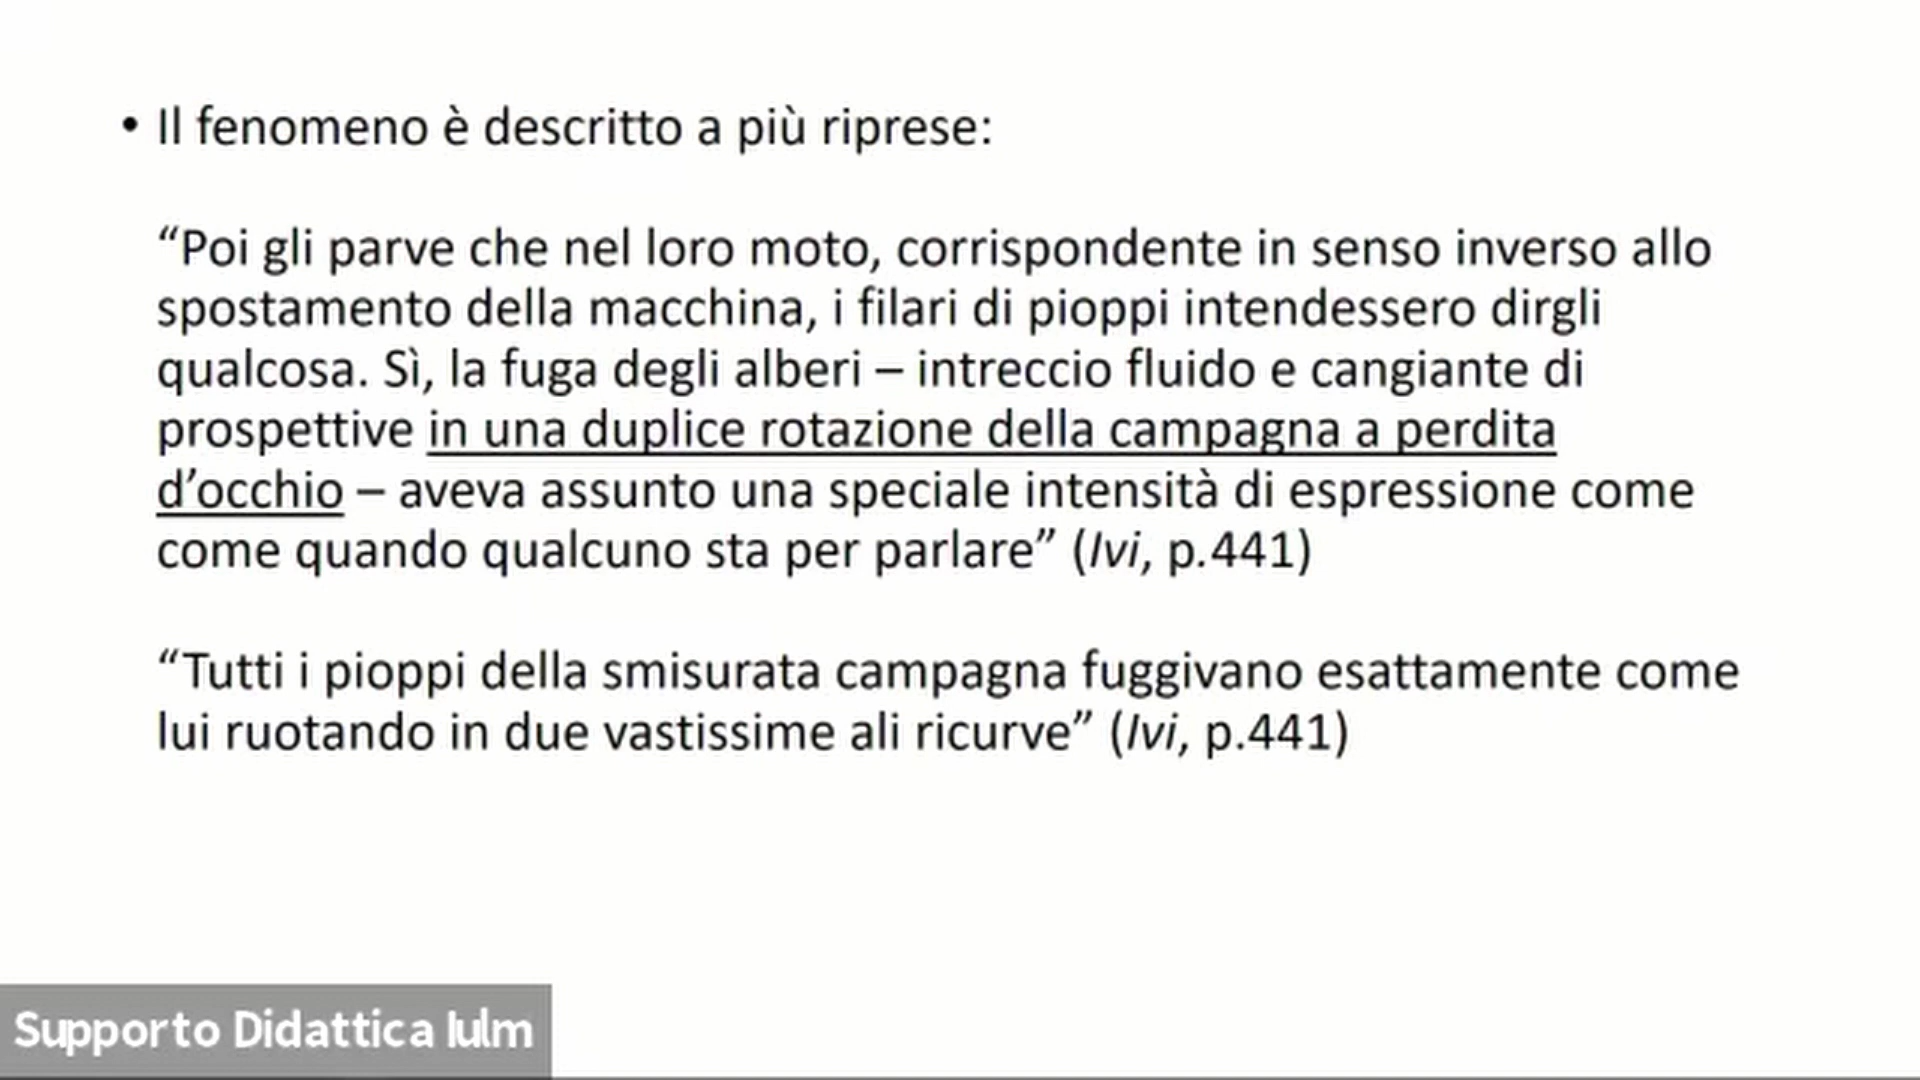 • Il fenomeno è descritto a più riprese:
“Poi gli parve che nel loro moto, corrispondente in senso inverso allo
spostamento della macchina, i filari di pioppi intendessero dirgli
qualcosa. Sì, la fuga degli alberi – intreccio fluido e cangiante di
prospettive in una duplice rotazione della campagna a perdita
d’occhio – aveva assunto una speciale intensità di espressione come
come quando qualcuno sta per parlare” (Ivi, p.441)
“Tutti i pioppi della smisurata campagna fuggivano esattamente come
lui ruotando in due vastissime ali ricurve” (Ivi, p.441)
Supporto Didattica Iulm